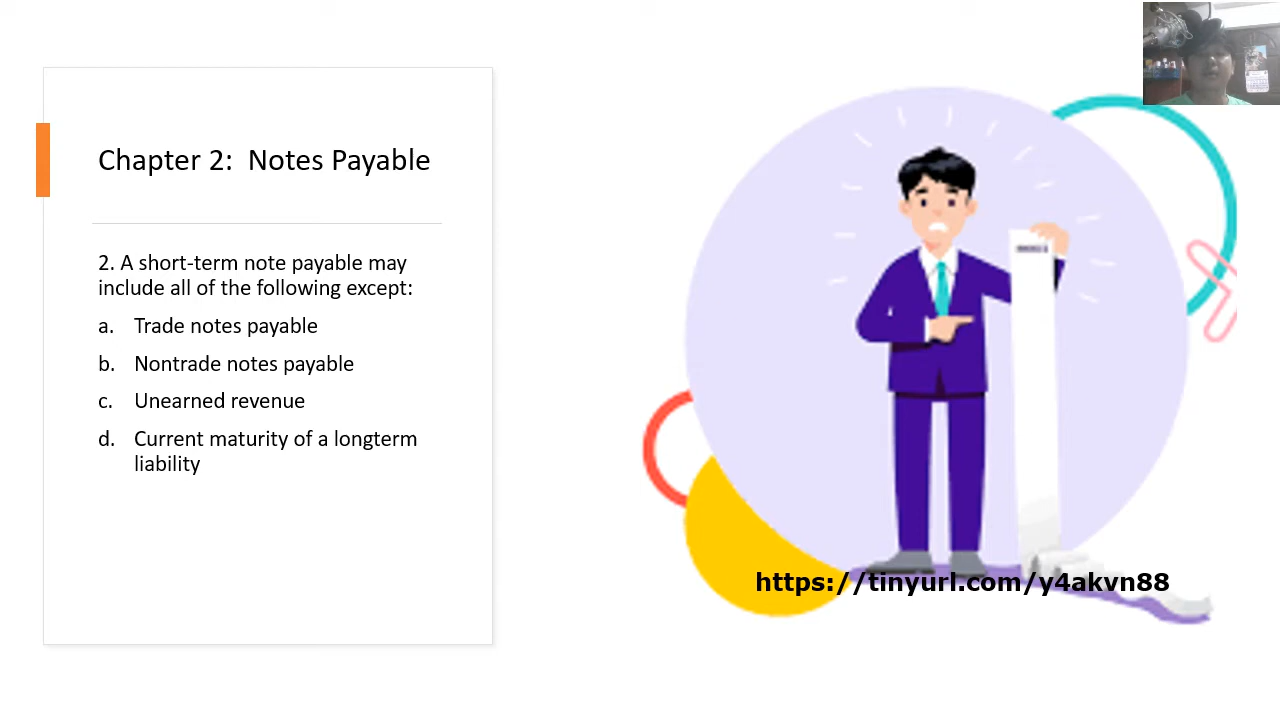 Chapter 2: Notes Payable
2. A short-term note payable may
include all of the following except:
a. Trade notes payable
b. Nontrade notes payable
c. Unearned revenue
d. Current maturity of a longterm
liability
https://tinyurl.com/y4akvn88